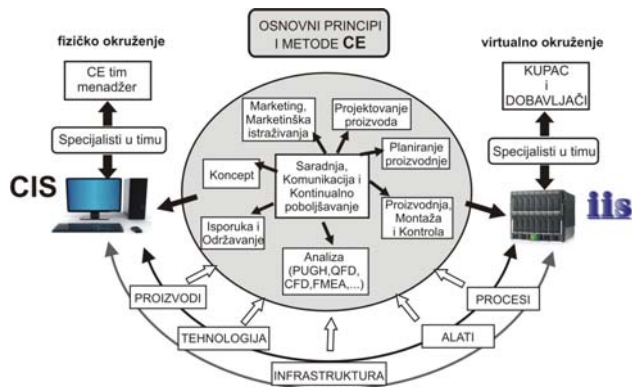 OSNOVNI PRINCIPI
I METODE CE
fizičko okruženje
virtualno okruženje
CE tim
menadžer
KUPAC
i
DOBAVLJAČI
Specijalisti u timu
Specijalisti u timu
CIS
iis
Marketing,
Marketinška
istraživanja
Projektovanje
proizvoda
Planiranje
proizvodnje
Koncept
Saradnja,
Komunikacija i
Kontinualno
poboljšavanje
Proizvodnja,
Montaža
i Kontrola
Isporuka i
Održavanje
Analiza
(PUGH,QFD,
CFD,FMEA,...)
PROIZVODI
PROCESI
TEHNOLOGIJA
ALATI
INFRASTRUKTURA